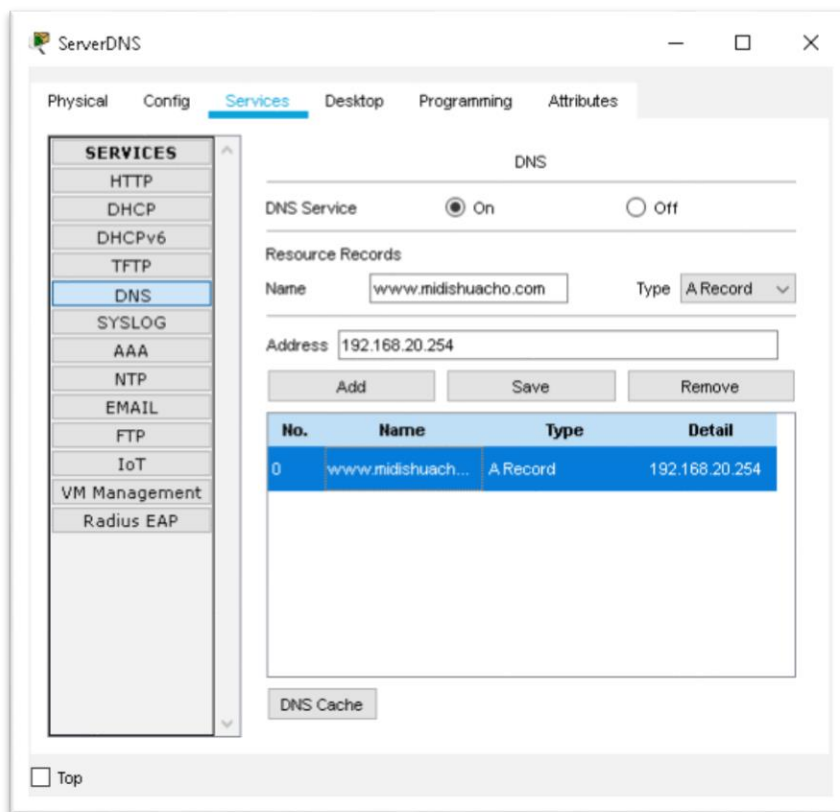 ServerDNS
Physical Config Services Desktop Programming Attributes
SERVICES
HTTP
DHCP
DHCPv6
TFTP
DNS
SYSLOG
AAA
NTP
EMAIL
FTP
IoT
VM Management
Radius EAP
DNS
DNS Service On Off
Resource Records
Name www.midishuacho.com Type A Record
Address 192.168.20.254
Add Save Remove
No. Name Type Detail
0 www.midishuach... A Record 192.168.20.254
DNS Cache
Top